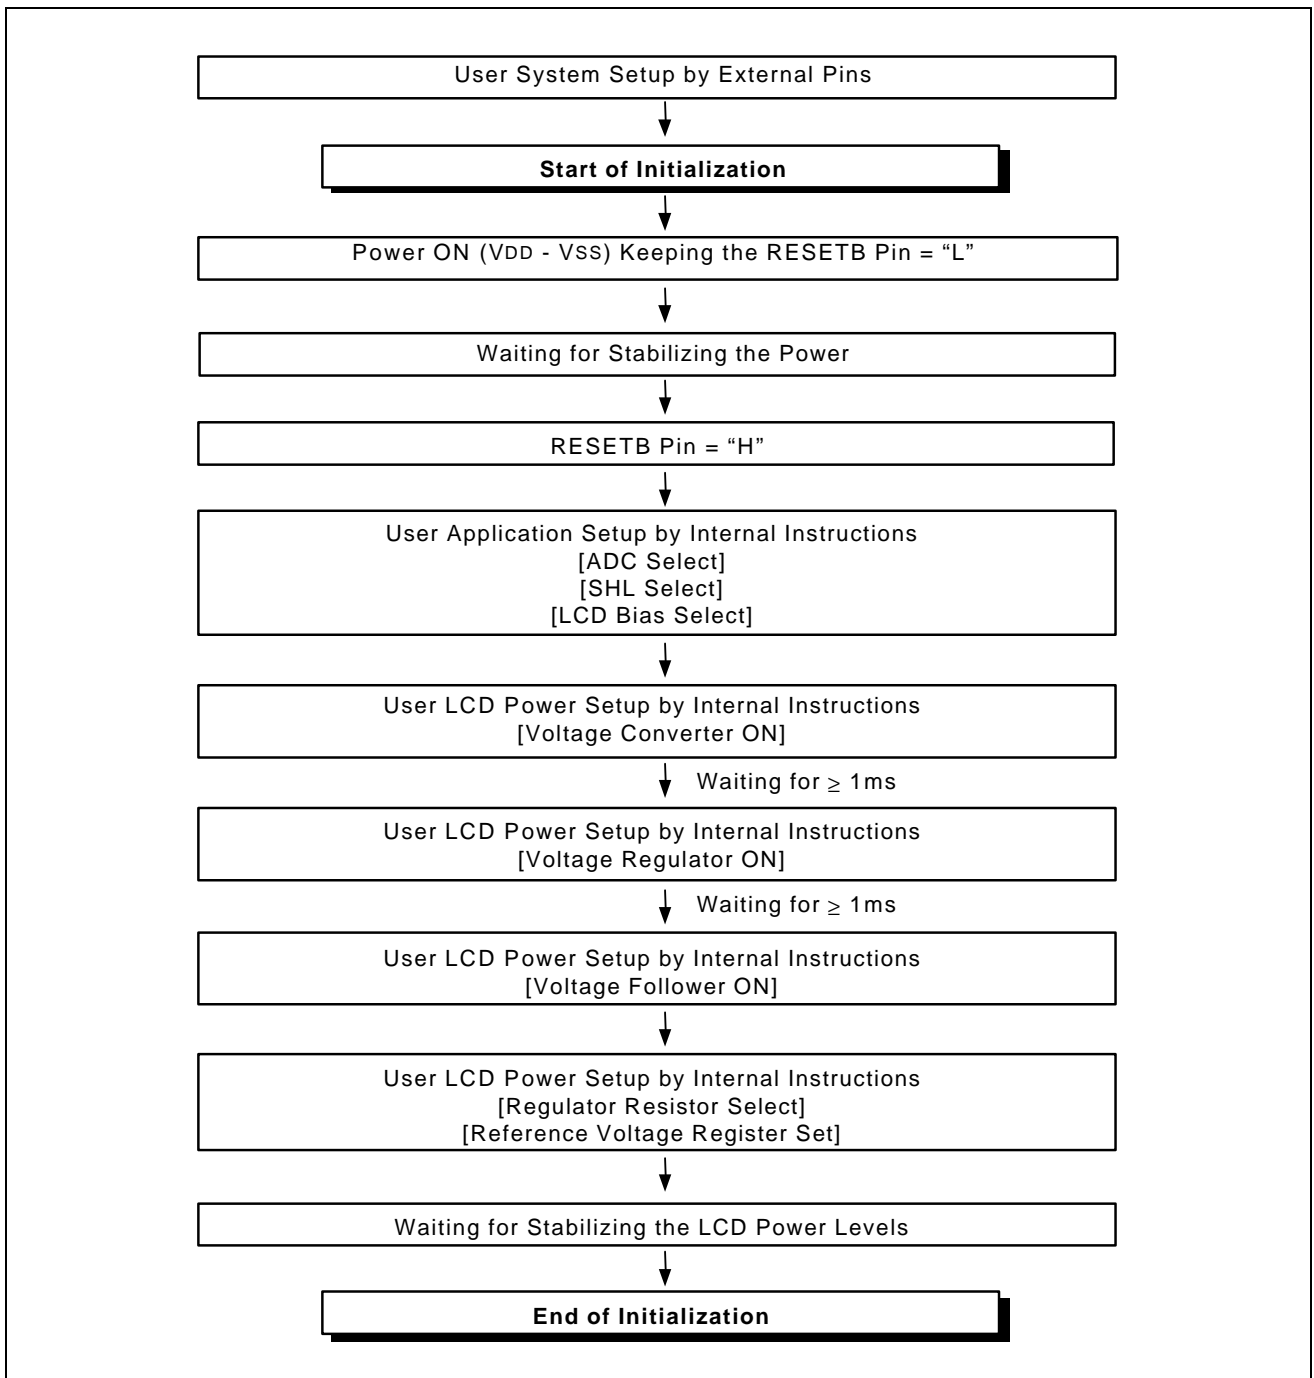 User System Setup by External Pins
Start of Initialization
Power ON (VDD - VSS) Keeping the RESETB Pin = “L”
Waiting for Stabilizing the Power
RESETB Pin = “H”
User Application Setup by Internal Instructions
[ADC Select]
[SHL Select]
[LCD Bias Select]
User LCD Power Setup by Internal Instructions
[Voltage Converter ON]
Waiting for ≥ 1ms
User LCD Power Setup by Internal Instructions
[Voltage Regulator ON]
Waiting for ≥ 1ms
User LCD Power Setup by Internal Instructions
[Voltage Follower ON]
User LCD Power Setup by Internal Instructions
[Regulator Resistor Select]
[Reference Voltage Register Set]
Waiting for Stabilizing the LCD Power Levels
End of Initialization